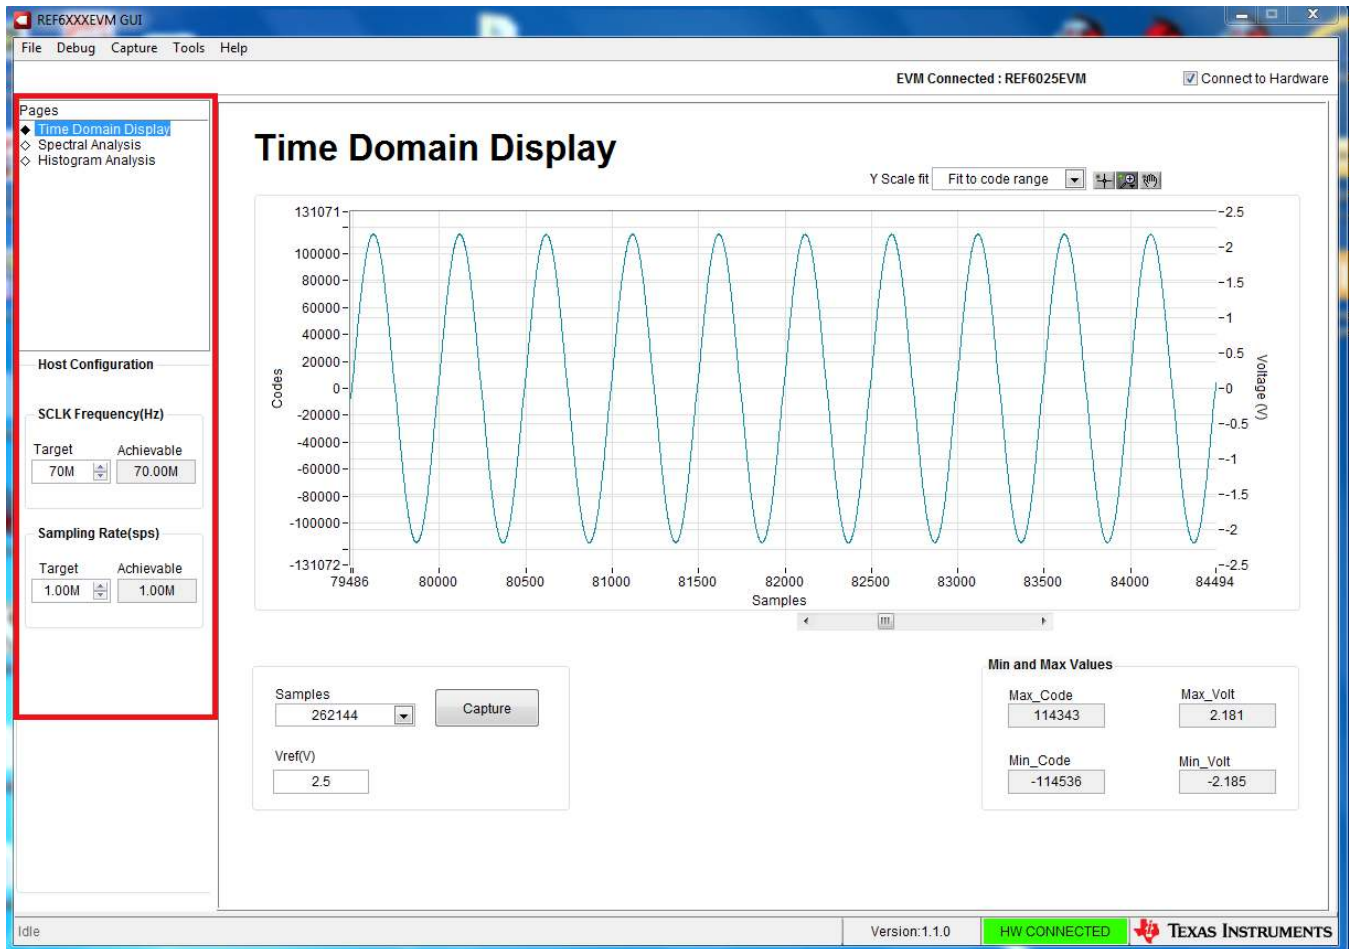 REF6XXXEVM GUI
File Debug Capture Tools Help
EVM Connected : REF6025EVM
Connect to Hardware
Pages
Time Domain Display
Spectral Analysis
Histogram Analysis
Host Configuration
SCLK Frequency(Hz)
Target Achievable
70M 70.00M
Sampling Rate(sps)
Target Achievable
1.00M 1.00M
Time Domain Display
Y Scale fit Fit to code range
131071
100000
80000
60000
40000
20000
0
-20000
-40000
-60000
-80000
-100000
-131072
Codes
-2.5
-2
-1.5
-1
-0.5
-0
--0.5
--1
--1.5
--2
--2.5
Voltage (V)
79486 80000 80500 81000 81500 82000 82500 83000 83500 84000 84494
Samples
Samples
262144
Capture
Vref(V)
2.5
Min and Max Values
Max_Code Max_Volt
114343 2.181
Min_Code Min_Volt
-114536 -2.185
Idle
Version:1.1.0
HW CONNECTED
TEXAS INSTRUMENTS